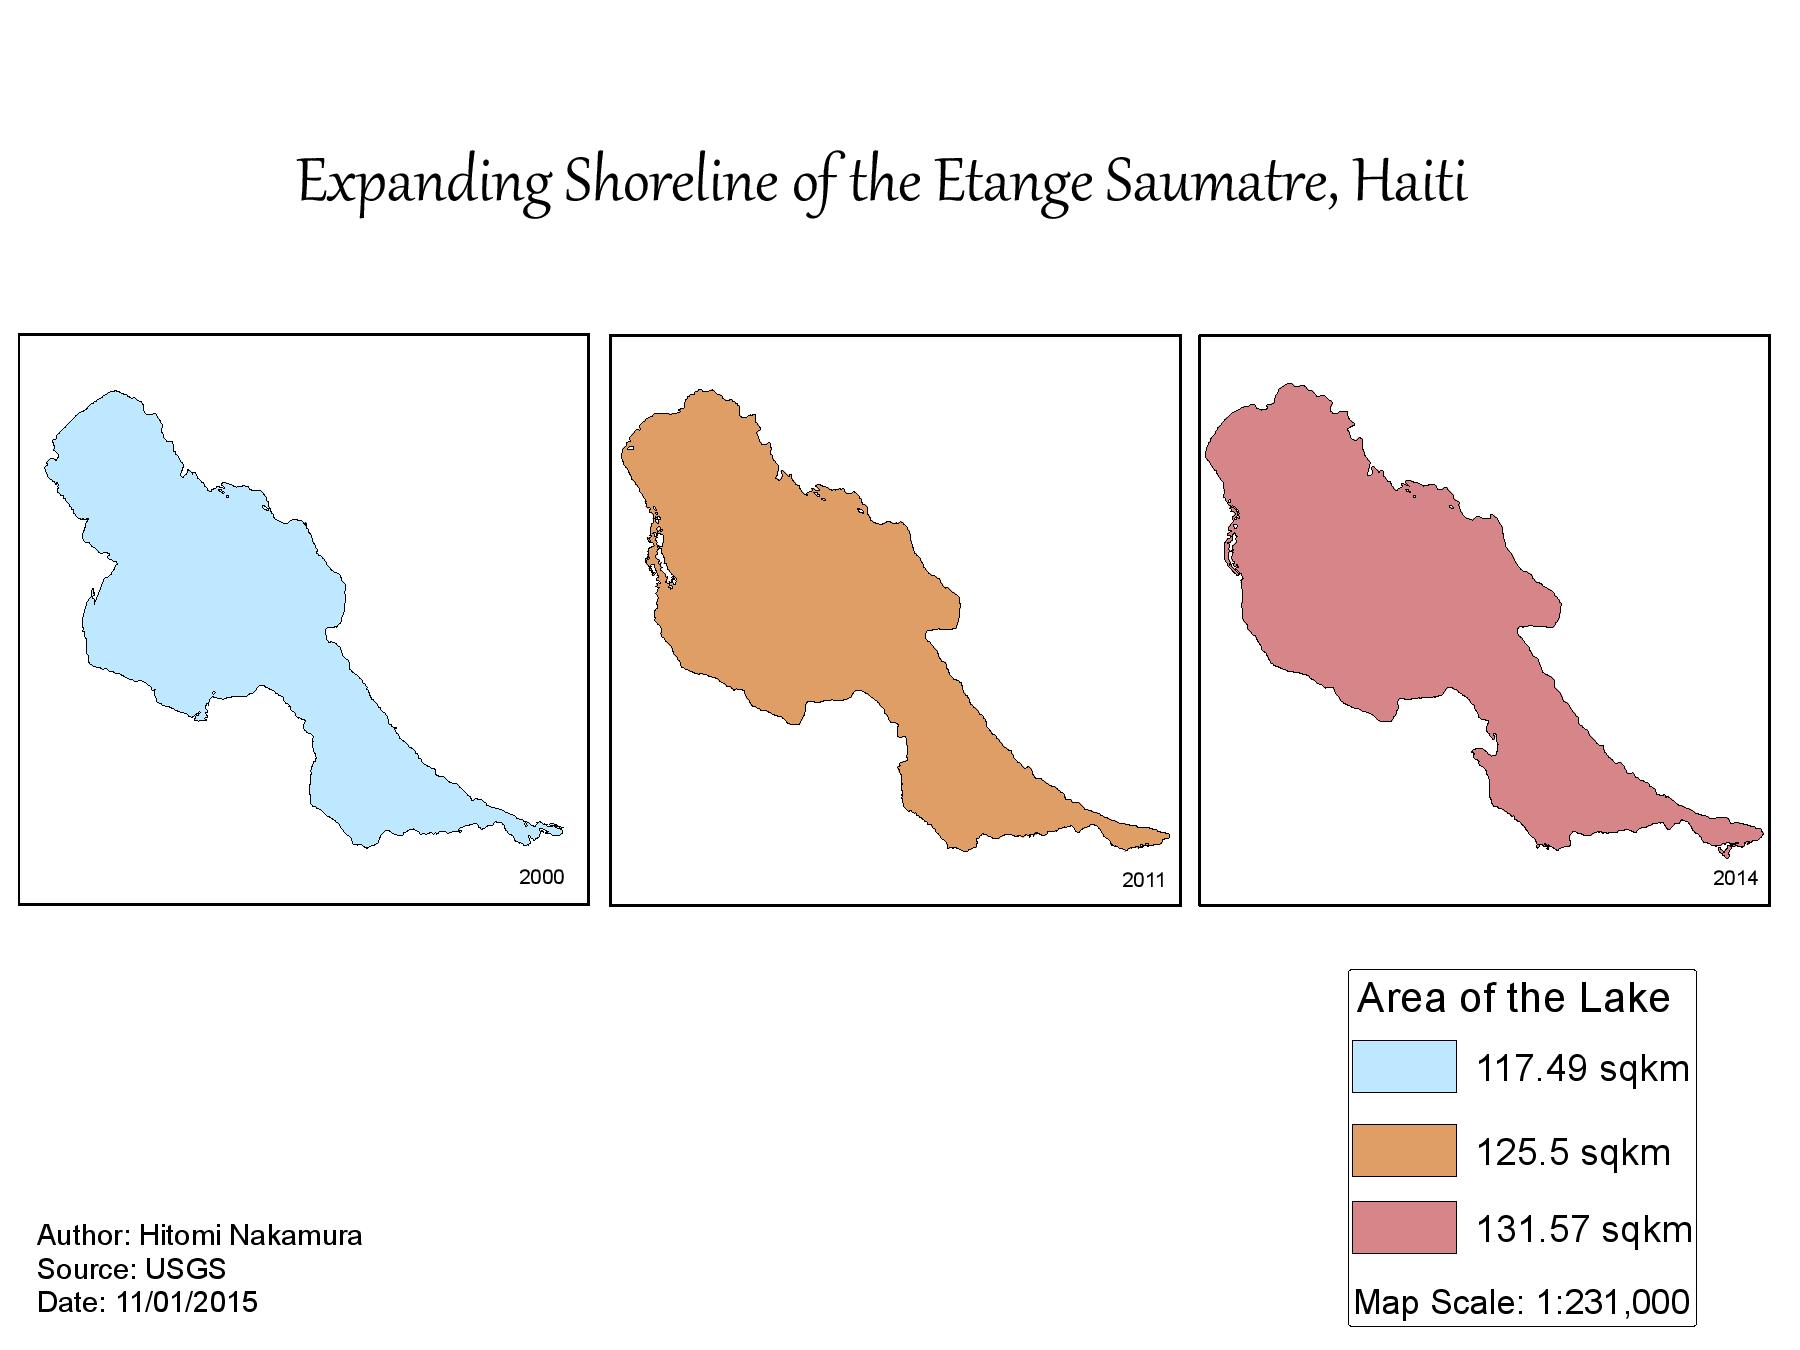 Expanding Shoreline of the Etange Saumatre, Haiti
2000
2011
2014
Area of the Lake
117.49 sqkm
125.5 sqkm
131.57 sqkm
Map Scale: 1:231,000
Author: Hitomi Nakamura
Source: USGS
Date: 11/01/2015